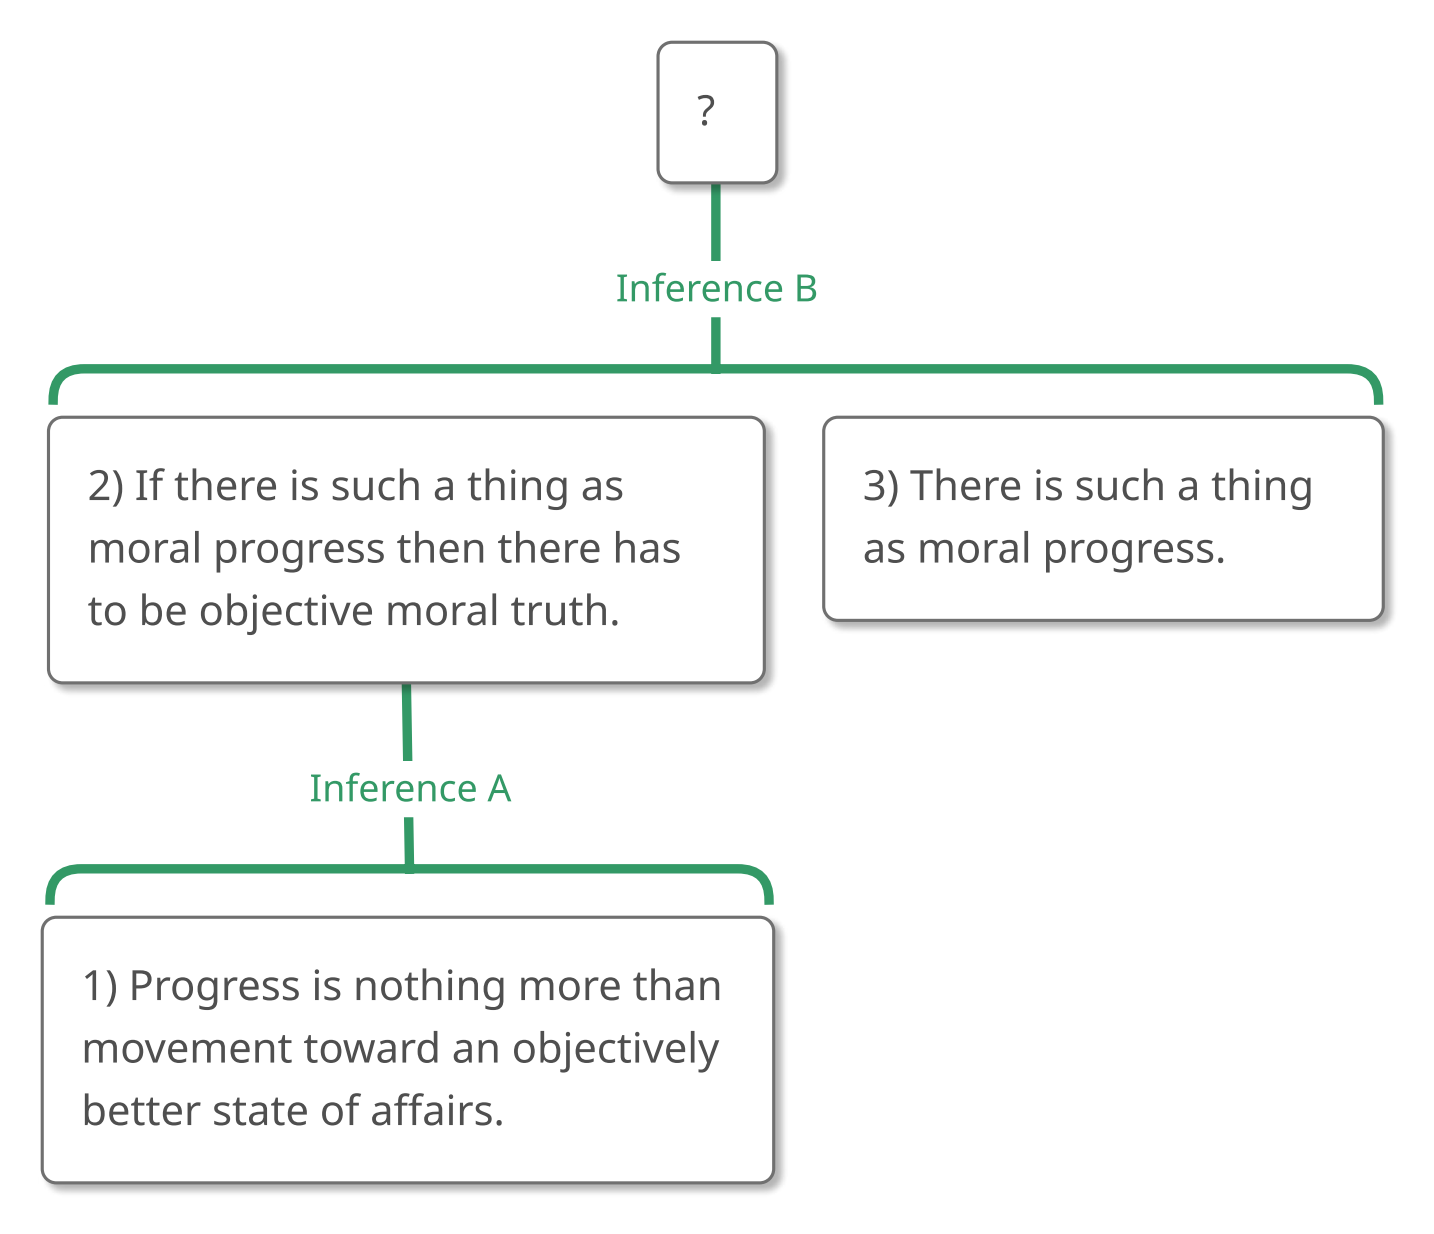 ?
Inference B
2) If there is such a thing as
moral progress then there has
to be objective moral truth.
3) There is such a thing
as moral progress.
Inference A
1) Progress is nothing more than
movement toward an objectively
better state of affairs.